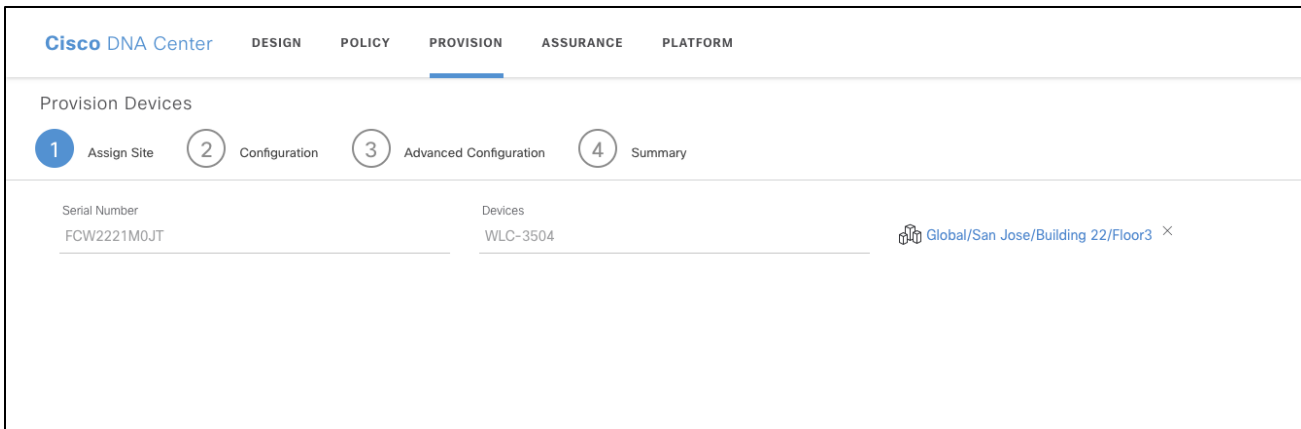 Cisco DNA Center DESIGN POLICY PROVISION ASSURANCE PLATFORM
Provision Devices
1 Assign Site 2 Configuration 3 Advanced Configuration 4 Summary
Serial Number Devices
FCW2221M0JT WLC-3504 Global/San Jose/Building 22/Floor3